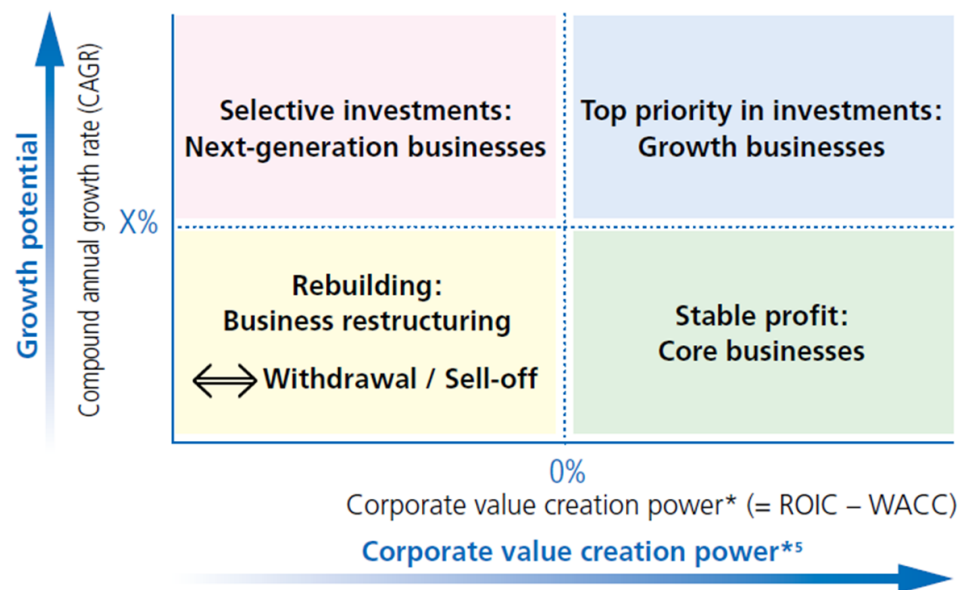 Growth potential
Compound annual growth rate (CAGR)
X%
Selective investments:
Next-generation businesses
Top priority in investments:
Growth businesses
Rebuilding:
Business restructuring
Withdrawal / Sell-off
Stable profit:
Core businesses
0%
Corporate value creation power* (= ROIC – WACC)
Corporate value creation power*⁵